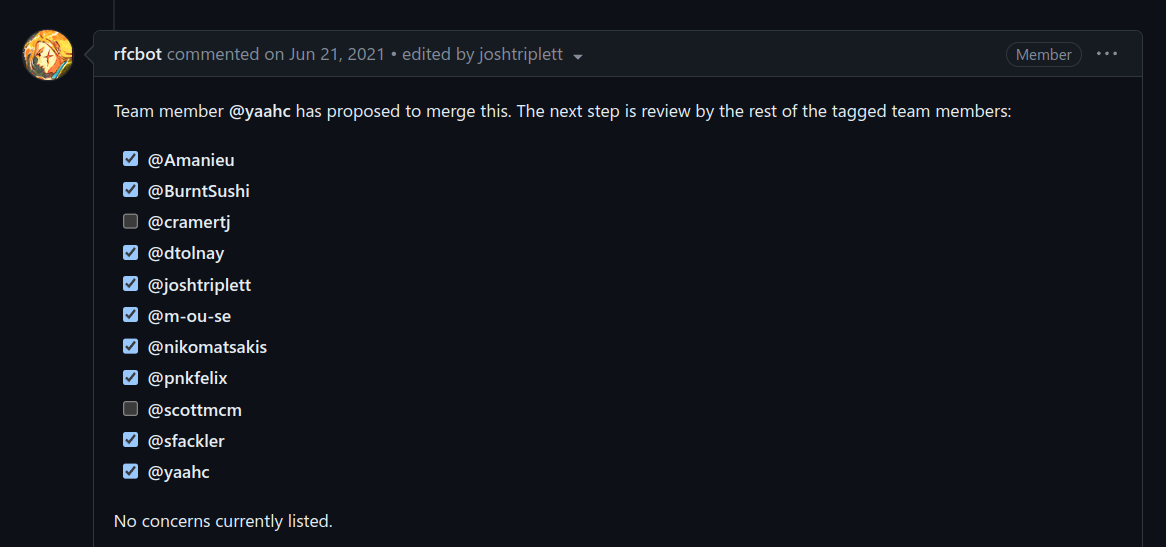 rfcbot commented on Jun 21, 2021 • edited by joshtriplett
Member
Team member @yaahc has proposed to merge this. The next step is review by the rest of the tagged team members:
@Amanieu
@BurntSushi
@cramertj
@dtolnay
@joshtriplett
@m-ou-se
@nikomatsakis
@pnkfelix
@scottmcm
@sfackler
@yaahc
No concerns currently listed.